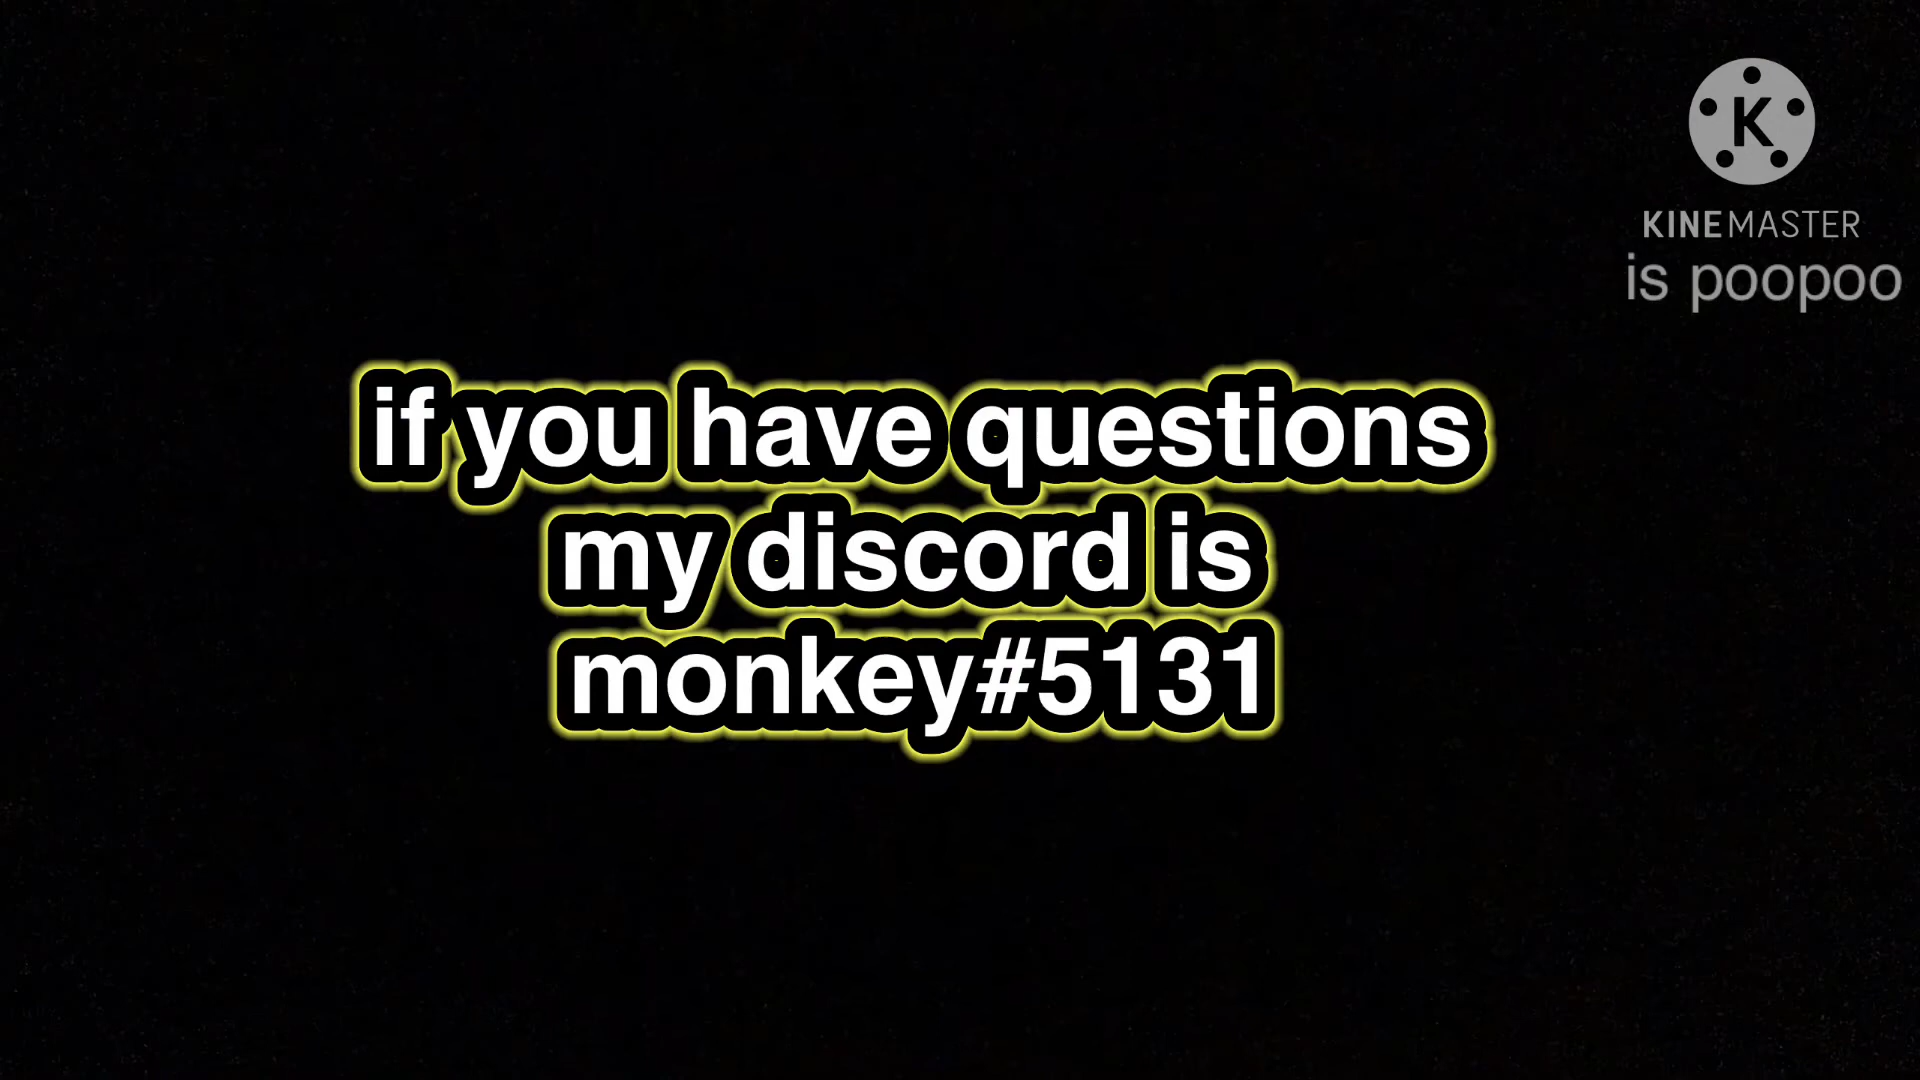 K
KINEMASTER
is poopoo
if you have questions
my discord is
monkey#5131